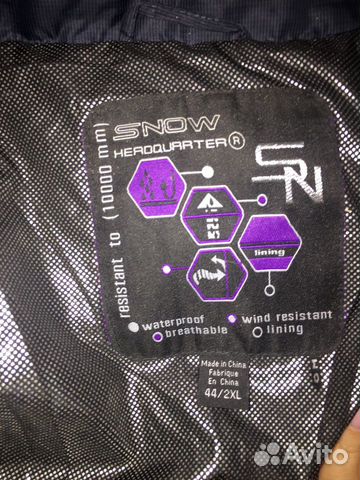 SNOW
HEADQUARTER ®
SN
resistant to (10000 mm)
lining
waterproof
breathable
wind resistant
lining
Made in China
Fabrique
En China
44/2XL
Avito